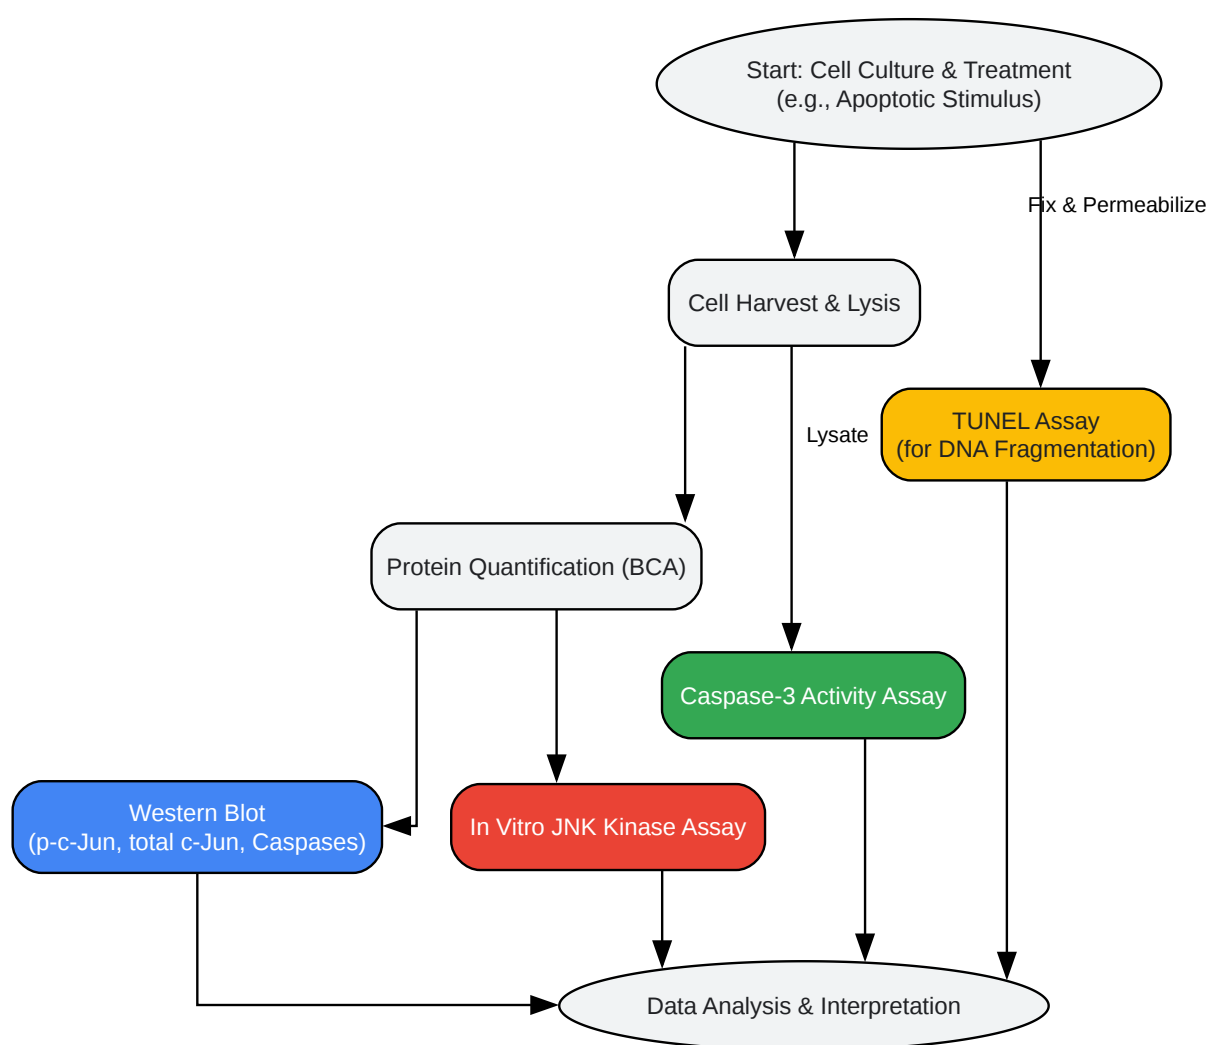 Start: Cell Culture & Treatment
(e.g., Apoptotic Stimulus)
Fix & Permeabilize
Cell Harvest & Lysis
TUNEL Assay
(for DNA Fragmentation)
Lysate
Protein Quantification (BCA)
Caspase-3 Activity Assay
Western Blot
(p-c-Jun, total c-Jun, Caspases)
In Vitro JNK Kinase Assay
Data Analysis & Interpretation